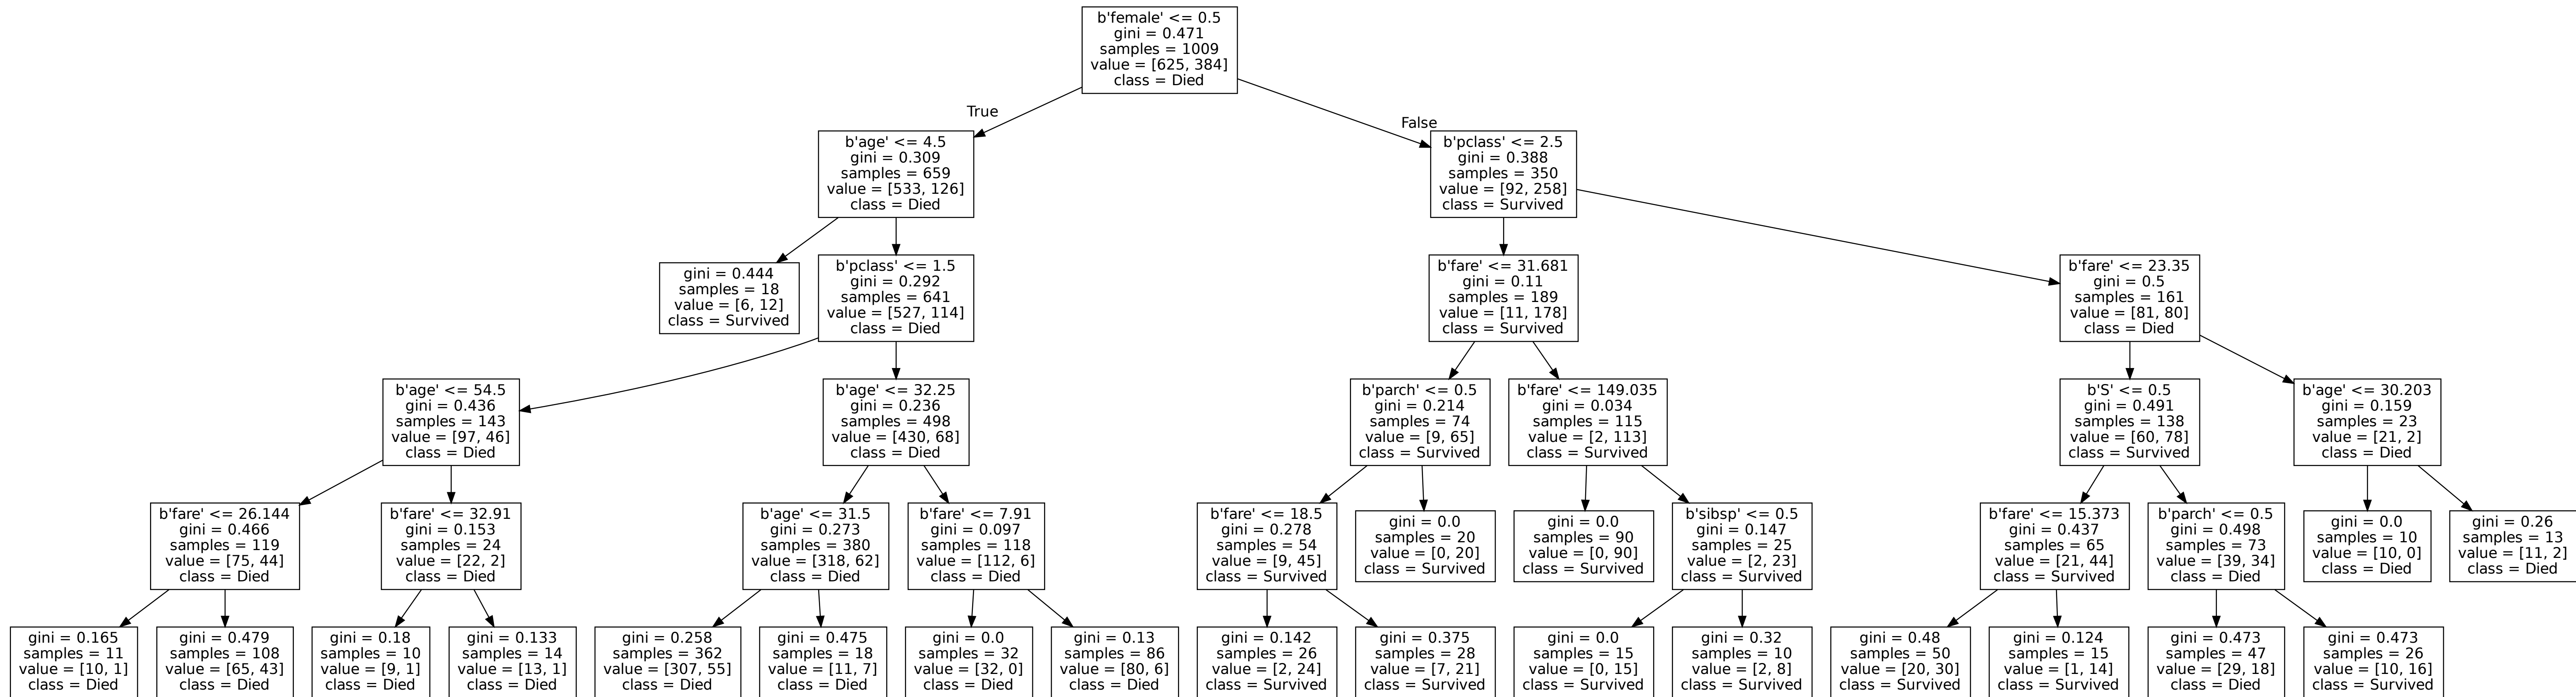 b'female' <= 0.5
gini = 0.471
samples = 1009
value = [625, 384]
class = Died
True
False
b'age' <= 4.5
gini = 0.309
samples = 659
value = [533, 126]
class = Died
b'pclass' <= 2.5
gini = 0.388
samples = 350
value = [92, 258]
class = Survived
gini = 0.444
samples = 18
value = [6, 12]
class = Survived
b'pclass' <= 1.5
gini = 0.292
samples = 641
value = [527, 114]
class = Died
b'fare' <= 31.681
gini = 0.11
samples = 189
value = [11, 178]
class = Survived
b'fare' <= 23.35
gini = 0.5
samples = 161
value = [81, 80]
class = Died
b'age' <= 54.5
gini = 0.436
samples = 143
value = [97, 46]
class = Died
b'age' <= 32.25
gini = 0.236
samples = 498
value = [430, 68]
class = Died
b'parch' <= 0.5
gini = 0.214
samples = 74
value = [9, 65]
class = Survived
b'fare' <= 149.035
gini = 0.034
samples = 115
value = [2, 113]
class = Survived
b'S' <= 0.5
gini = 0.491
samples = 138
value = [60, 78]
class = Survived
b'age' <= 30.203
gini = 0.159
samples = 23
value = [21, 2]
class = Died
b'fare' <= 26.144
gini = 0.466
samples = 119
value = [75, 44]
class = Died
b'fare' <= 32.91
gini = 0.153
samples = 24
value = [22, 2]
class = Died
b'age' <= 31.5
gini = 0.273
samples = 380
value = [318, 62]
class = Died
b'fare' <= 7.91
gini = 0.097
samples = 118
value = [112, 6]
class = Died
b'fare' <= 18.5
gini = 0.278
samples = 54
value = [9, 45]
class = Survived
gini = 0.0
samples = 20
value = [0, 20]
class = Survived
gini = 0.0
samples = 90
value = [0, 90]
class = Survived
b'sibsp' <= 0.5
gini = 0.147
samples = 25
value = [2, 23]
class = Survived
b'fare' <= 15.373
gini = 0.437
samples = 65
value = [21, 44]
class = Survived
b'parch' <= 0.5
gini = 0.498
samples = 73
value = [39, 34]
class = Died
gini = 0.0
samples = 10
value = [10, 0]
class = Died
gini = 0.26
samples = 13
value = [11, 2]
class = Died
gini = 0.165
samples = 11
value = [10, 1]
class = Died
gini = 0.479
samples = 108
value = [65, 43]
class = Died
gini = 0.18
samples = 10
value = [9, 1]
class = Died
gini = 0.133
samples = 14
value = [13, 1]
class = Died
gini = 0.258
samples = 362
value = [307, 55]
class = Died
gini = 0.475
samples = 18
value = [11, 7]
class = Died
gini = 0.0
samples = 32
value = [32, 0]
class = Died
gini = 0.13
samples = 86
value = [80, 6]
class = Died
gini = 0.142
samples = 26
value = [2, 24]
class = Survived
gini = 0.375
samples = 28
value = [7, 21]
class = Survived
gini = 0.0
samples = 15
value = [0, 15]
class = Survived
gini = 0.32
samples = 10
value = [2, 8]
class = Survived
gini = 0.48
samples = 50
value = [20, 30]
class = Survived
gini = 0.124
samples = 15
value = [1, 14]
class = Survived
gini = 0.473
samples = 47
value = [29, 18]
class = Died
gini = 0.473
samples = 26
value = [10, 16]
class = Survived